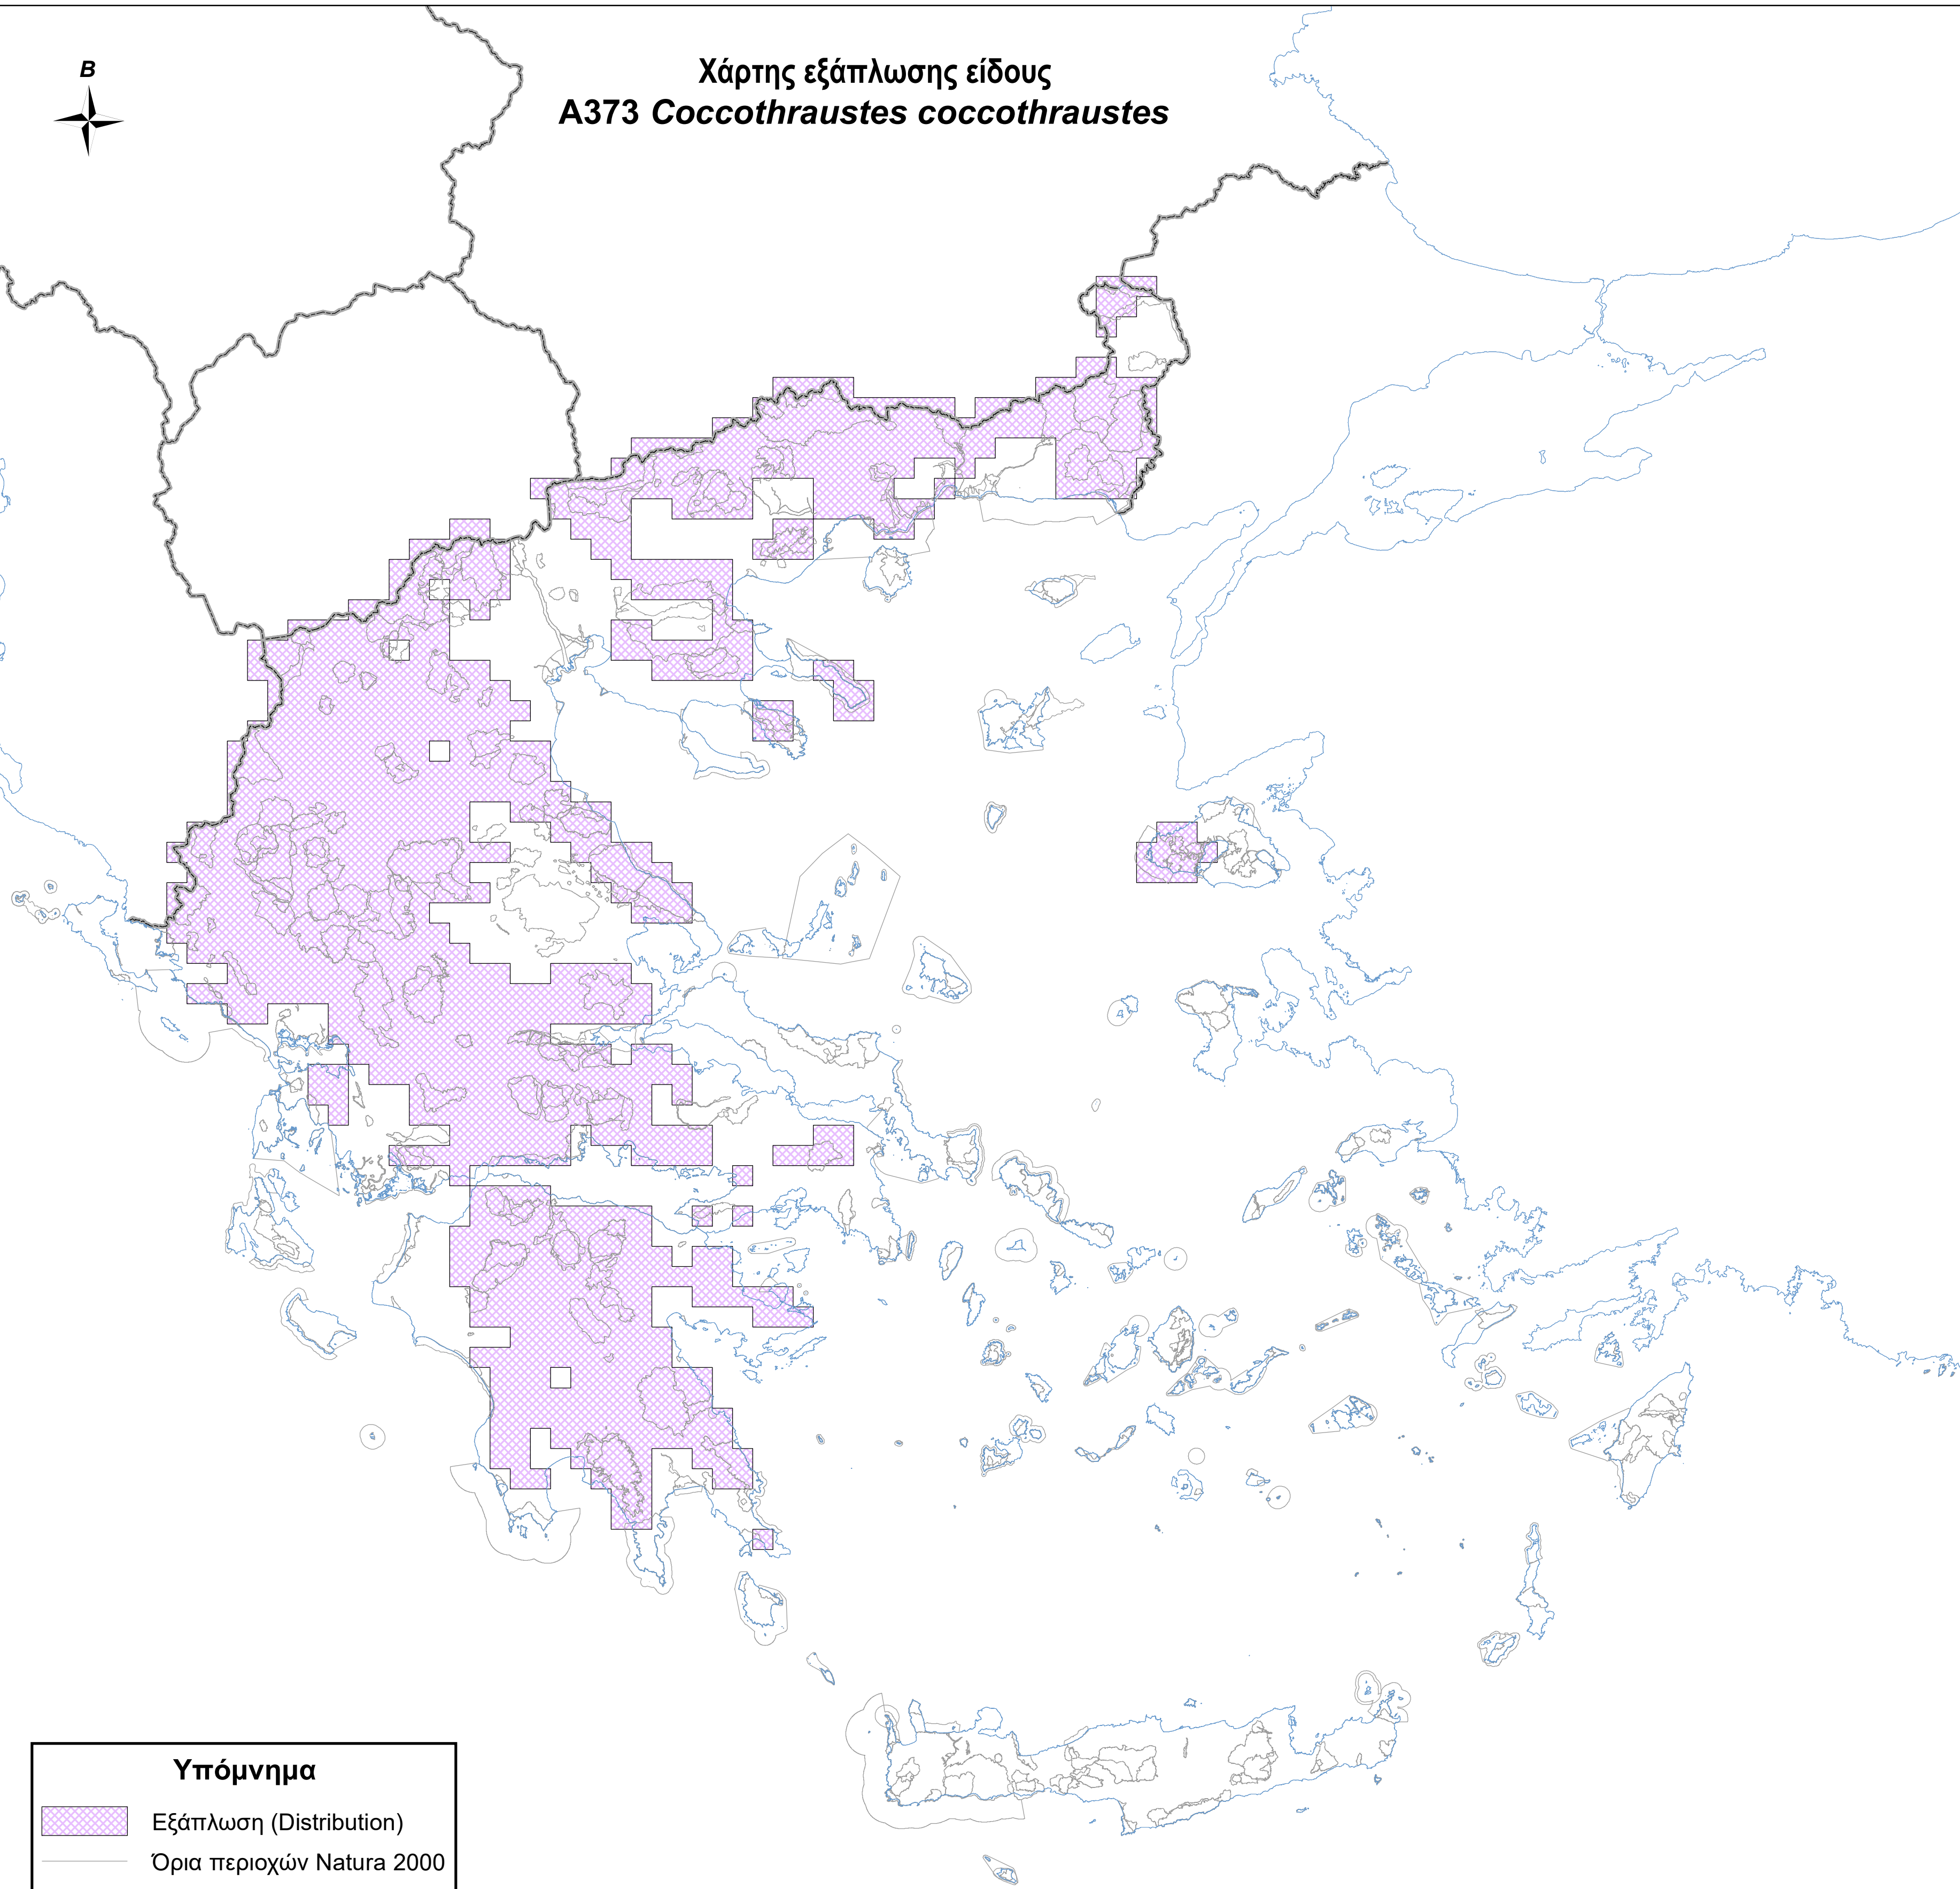 Χάρτης εξάπλωσης είδους
A373 Coccothraustes coccothraustes
Β
Υπόμνημα
Εξάπλωση (Distribution)
Όρια περιοχών Natura 2000